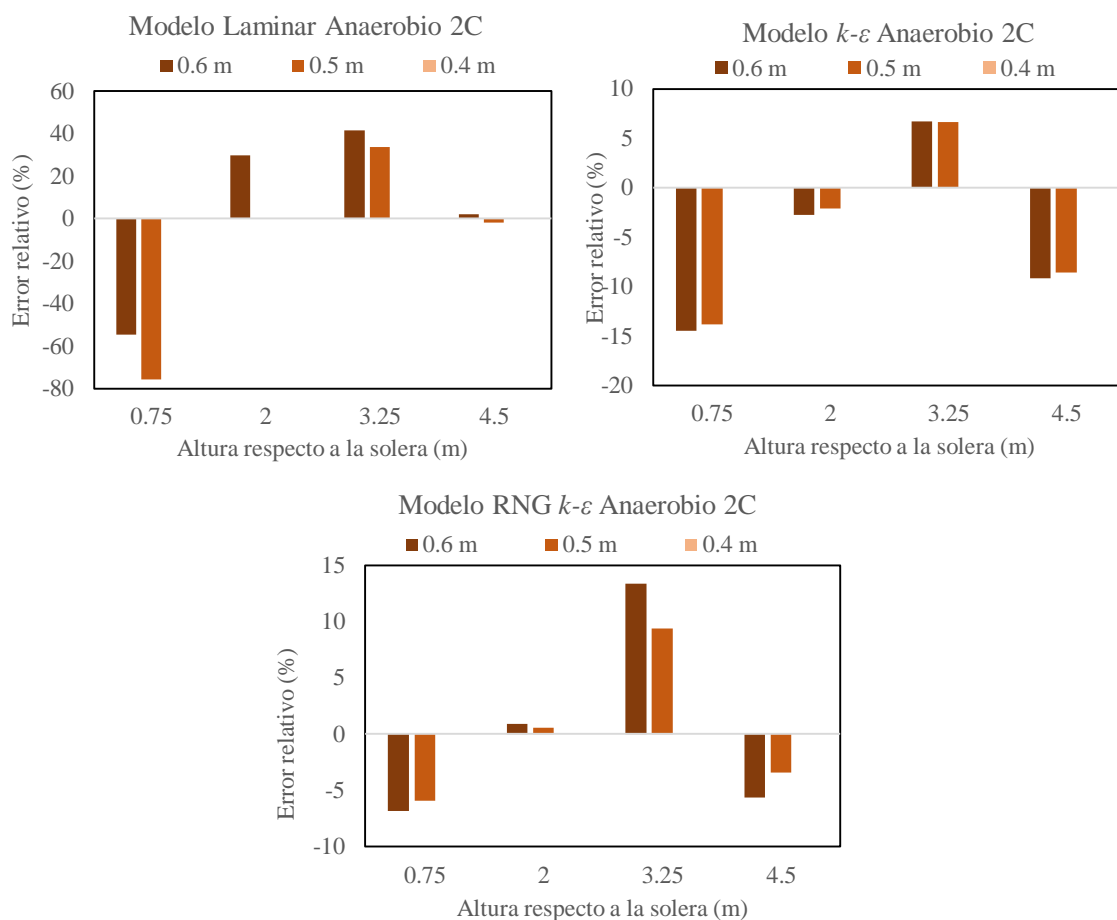 Modelo Laminar Anaerobio 2C
0.6 m 0.5 m 0.4 m
60
40
20
0
-20
-40
-60
-80
Error relativo (%)
0.75 2 3.25 4.5
Altura respecto a la solera (m)
Modelo k-ε Anaerobio 2C
0.6 m 0.5 m 0.4 m
10
5
0
-5
-10
-15
-20
Error relativo (%)
0.75 2 3.25 4.5
Altura respecto a la solera (m)
Modelo RNG k-ε Anaerobio 2C
0.6 m 0.5 m 0.4 m
15
10
5
0
-5
-10
Error relativo (%)
0.75 2 3.25 4.5
Altura respecto a la solera (m)